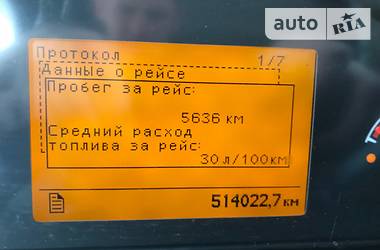 auto RIA
Протокол 1/7
Данные о рейсе
Пробег за рейс:
5636 км
Средний расход
топлива за рейс:
30л/100км
514022,7 км